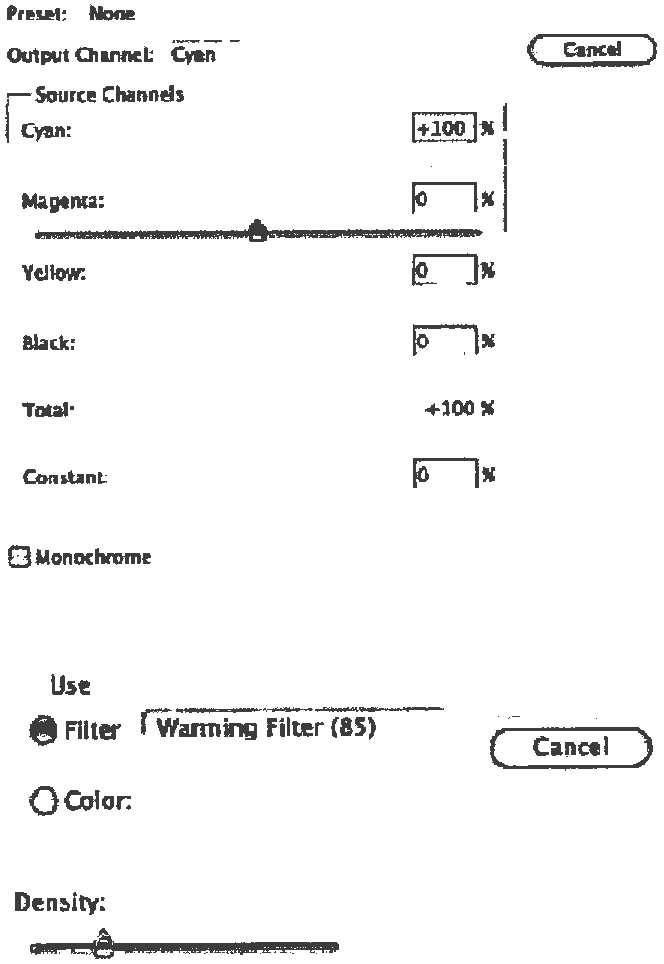 Preset: None
Output Channel: Cyan
Cancel
Source Channels
Cyan: +100 %
Magenta: 0 %
Yellow: 0 %
Black: 0 %
Total: +100 %
Constant: 0 %
Monochrome
Use
Filter Warming Filter (85)
Cancel
Color:
Density: